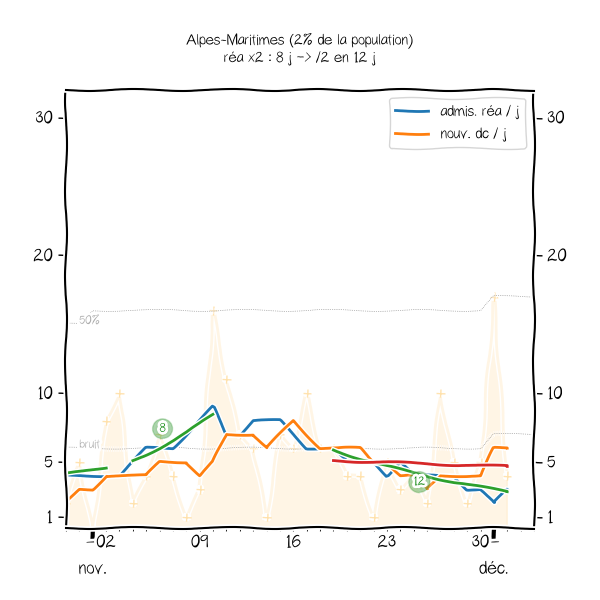 Alpes-Maritimes (2% de la population)
réa x2 : 8 j -> /2 en 12 j
admis. réa / j
nouv. dc / j
30
30
20
20
50%
10
10
8
bruit
5
5
12
1
1
02
09
16
23
30
nov.
déc.